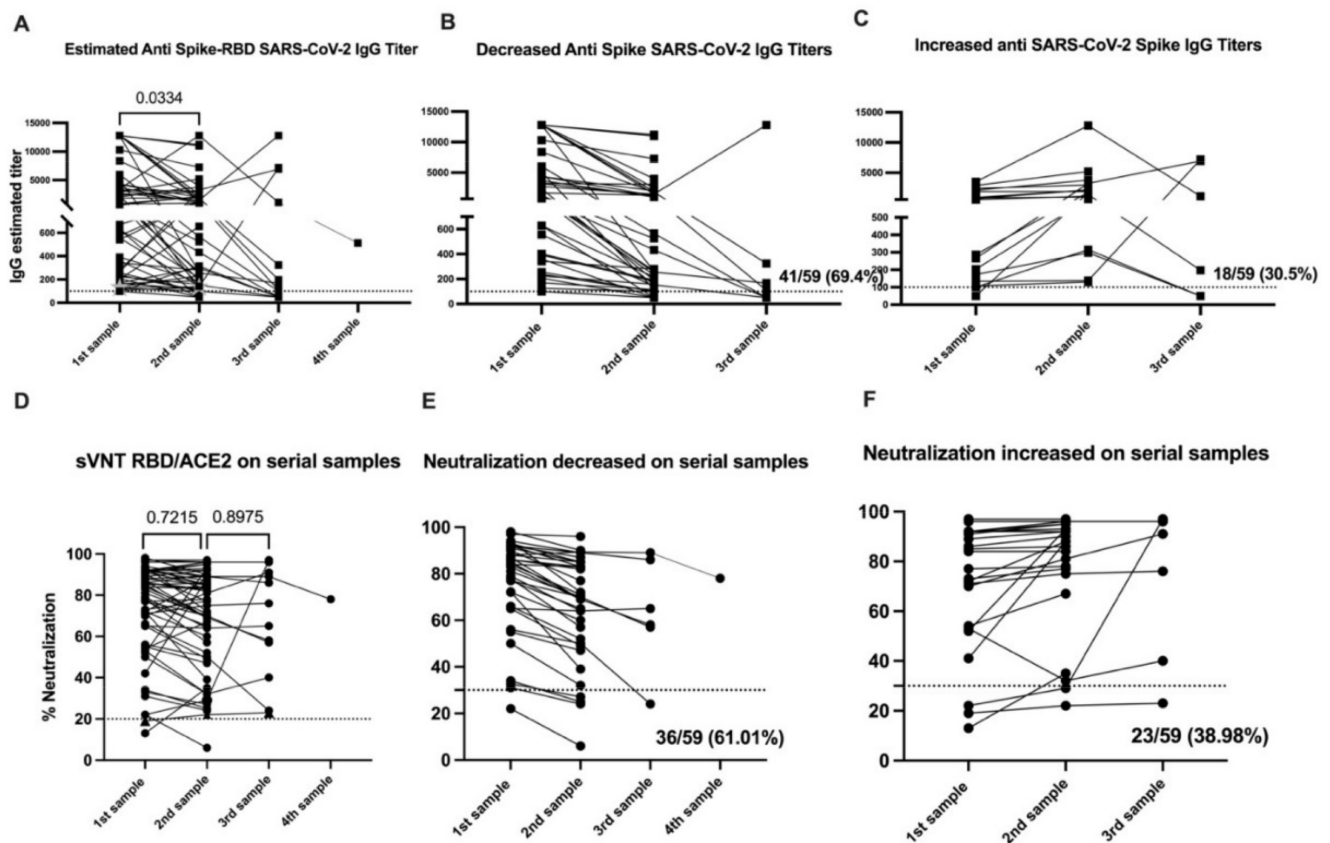 A
Estimated Anti Spike-RBD SARS-CoV-2 IgG Titer
0.0334
IgG estimated titer
15000
10000
5000
600
400
200
0
1st sample
2nd sample
3rd sample
4th sample
B
Decreased Anti Spike SARS-CoV-2 IgG Titers
15000
10000
5000
600
400
200
0
41/59 (69.4%)
1st sample
2nd sample
3rd sample
C
Increased anti SARS-CoV-2 Spike IgG Titers
15000
10000
5000
500
400
300
200
100
0
18/59 (30.5%)
1st sample
2nd sample
3rd sample
D
sVNT RBD/ACE2 on serial samples
0.7215
0.8975
% Neutralization
100
80
60
40
20
0
1st sample
2nd sample
3rd sample
4th sample
E
Neutralization decreased on serial samples
100
80
60
40
20
0
36/59 (61.01%)
1st sample
2nd sample
3rd sample
4th sample
F
Neutralization increased on serial samples
100
80
60
40
20
0
23/59 (38.98%)
1st sample
2nd sample
3rd sample